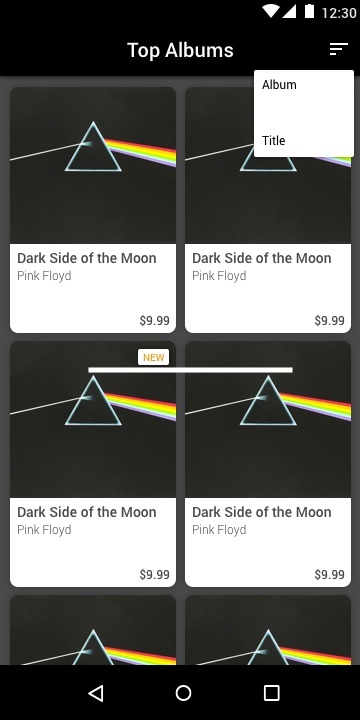 12:30
Top Albums
Album
Title
Dark Side of the Moon
Pink Floyd
$9.99
Dark Side of the Moon
Pink Floyd
$9.99
NEW
Dark Side of the Moon
Pink Floyd
$9.99
Dark Side of the Moon
Pink Floyd
$9.99